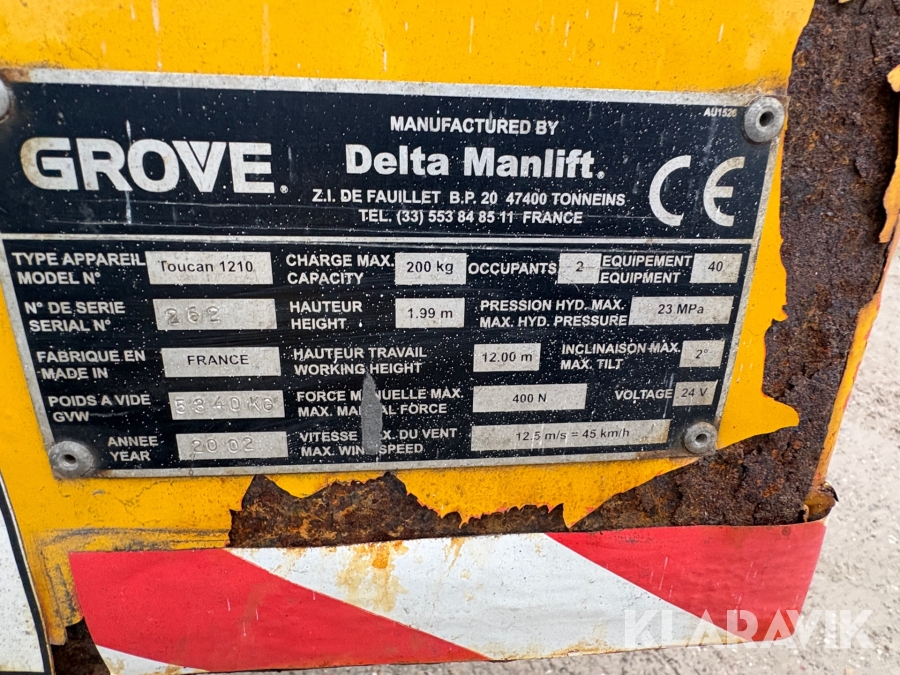 AU1526
GROVE®
MANUFACTURED BY
Delta Manlift®
Z.I. DE FAUILLET B.P. 20 47400 TONNEINS
TEL. (33) 553 84 85 11 FRANCE
CE
TYPE APPAREIL
MODEL N° Toucan 1210
CHARGE MAX.
CAPACITY 200 kg
OCCUPANTS 2
EQUIPEMENT
EQUIPMENT 40
N° DE SERIE
SERIAL N° 262
HAUTEUR
HEIGHT 1.99 m
PRESSION HYD. MAX.
MAX. HYD. PRESSURE 23 MPa
FABRIQUE EN
MADE IN FRANCE
HAUTEUR TRAVAIL
WORKING HEIGHT 12.00 m
INCLINAISON MAX.
MAX. TILT 2°
POIDS A VIDE
GVW 5340KG
FORCE MANUELLE MAX.
MAX. MANUAL FORCE 400 N
VOLTAGE 24 V
ANNEE
YEAR 2002
VITESSE MAX. DU VENT
MAX. WIND SPEED 12.5 m/s = 45 km/h
KLARAVIK